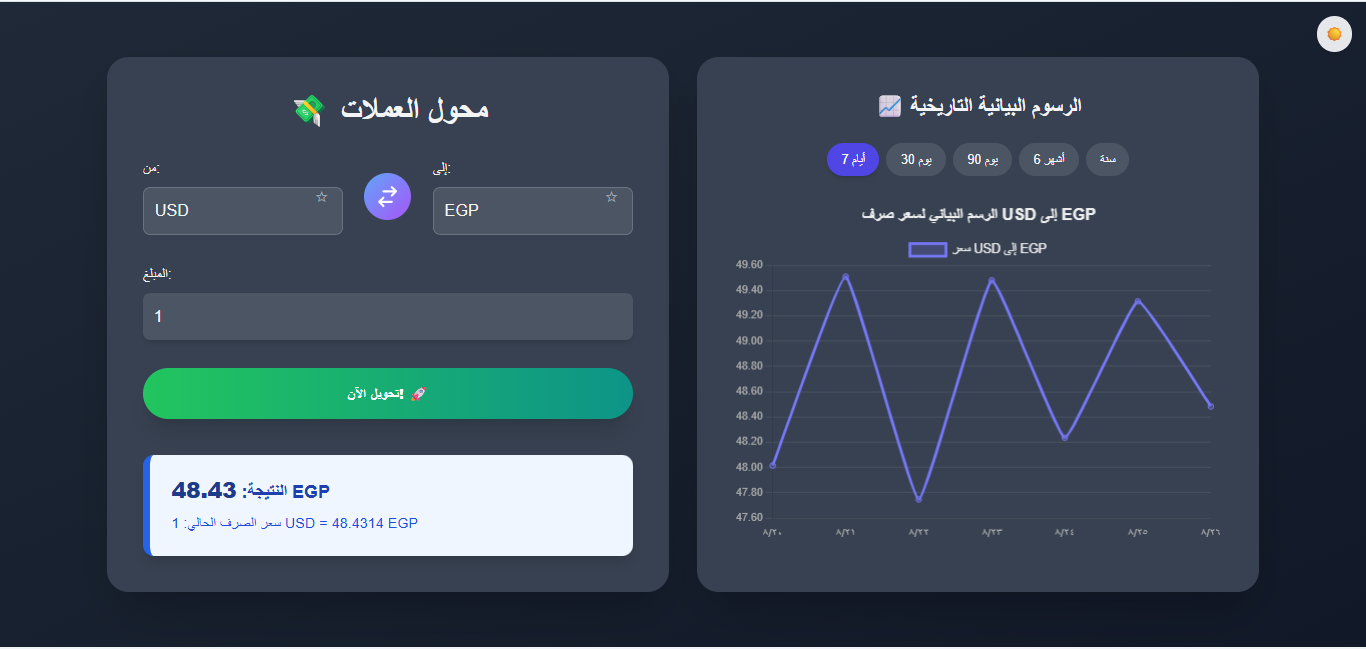 محول العملات 💸
من:
☆
USD
إلى:
☆
EGP
المبلغ:
1
تحويل الآن! 🚀
النتيجة: 48.43 EGP
سعر الصرف الحالي: 1 USD = 48.4314 EGP
الرسوم البيانية التاريخية 📈
7 أيام
30 يوم
90 يوم
6 أشهر
سنة
الرسم البياني لسعر صرف USD إلى EGP
سعر USD إلى EGP
49.60
49.40
49.20
49.00
48.80
48.60
48.40
48.20
48.00
47.80
47.60
٨/٢٠ ٨/٢١ ٨/٢٢ ٨/٢٣ ٨/٢٤ ٨/٢٥ ٨/٢٦